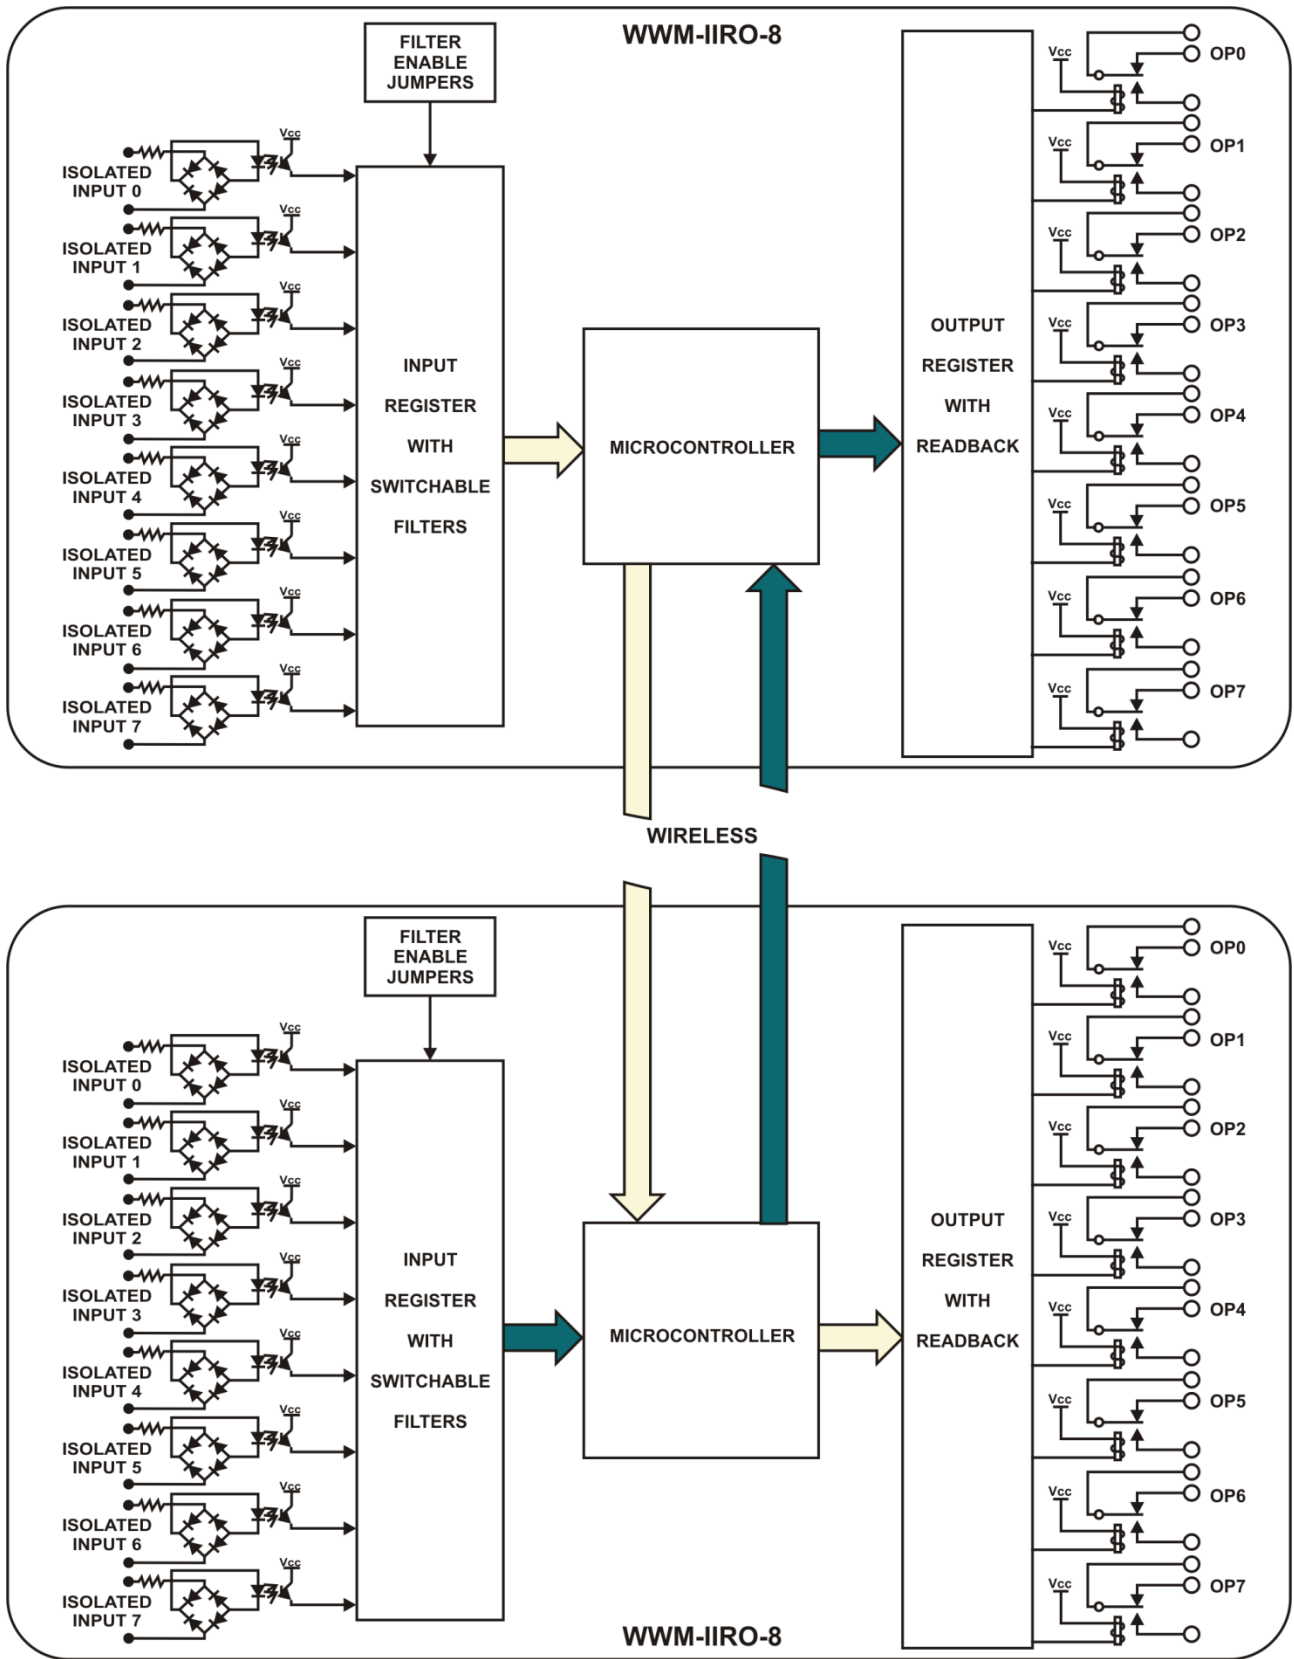 WWM-IIRO-8
FILTER
ENABLE
JUMPERS
ISOLATED
INPUT 0
Vcc
ISOLATED
INPUT 1
Vcc
ISOLATED
INPUT 2
Vcc
ISOLATED
INPUT 3
Vcc
ISOLATED
INPUT 4
Vcc
ISOLATED
INPUT 5
Vcc
ISOLATED
INPUT 6
Vcc
ISOLATED
INPUT 7
Vcc
INPUT
REGISTER
WITH
SWITCHABLE
FILTERS
MICROCONTROLLER
OUTPUT
REGISTER
WITH
READBACK
Vcc
OP0
Vcc
OP1
Vcc
OP2
Vcc
OP3
Vcc
OP4
Vcc
OP5
Vcc
OP6
Vcc
OP7
WIRELESS
FILTER
ENABLE
JUMPERS
ISOLATED
INPUT 0
Vcc
ISOLATED
INPUT 1
Vcc
ISOLATED
INPUT 2
Vcc
ISOLATED
INPUT 3
Vcc
ISOLATED
INPUT 4
Vcc
ISOLATED
INPUT 5
Vcc
ISOLATED
INPUT 6
Vcc
ISOLATED
INPUT 7
Vcc
INPUT
REGISTER
WITH
SWITCHABLE
FILTERS
MICROCONTROLLER
OUTPUT
REGISTER
WITH
READBACK
Vcc
OP0
Vcc
OP1
Vcc
OP2
Vcc
OP3
Vcc
OP4
Vcc
OP5
Vcc
OP6
Vcc
OP7
WWM-IIRO-8